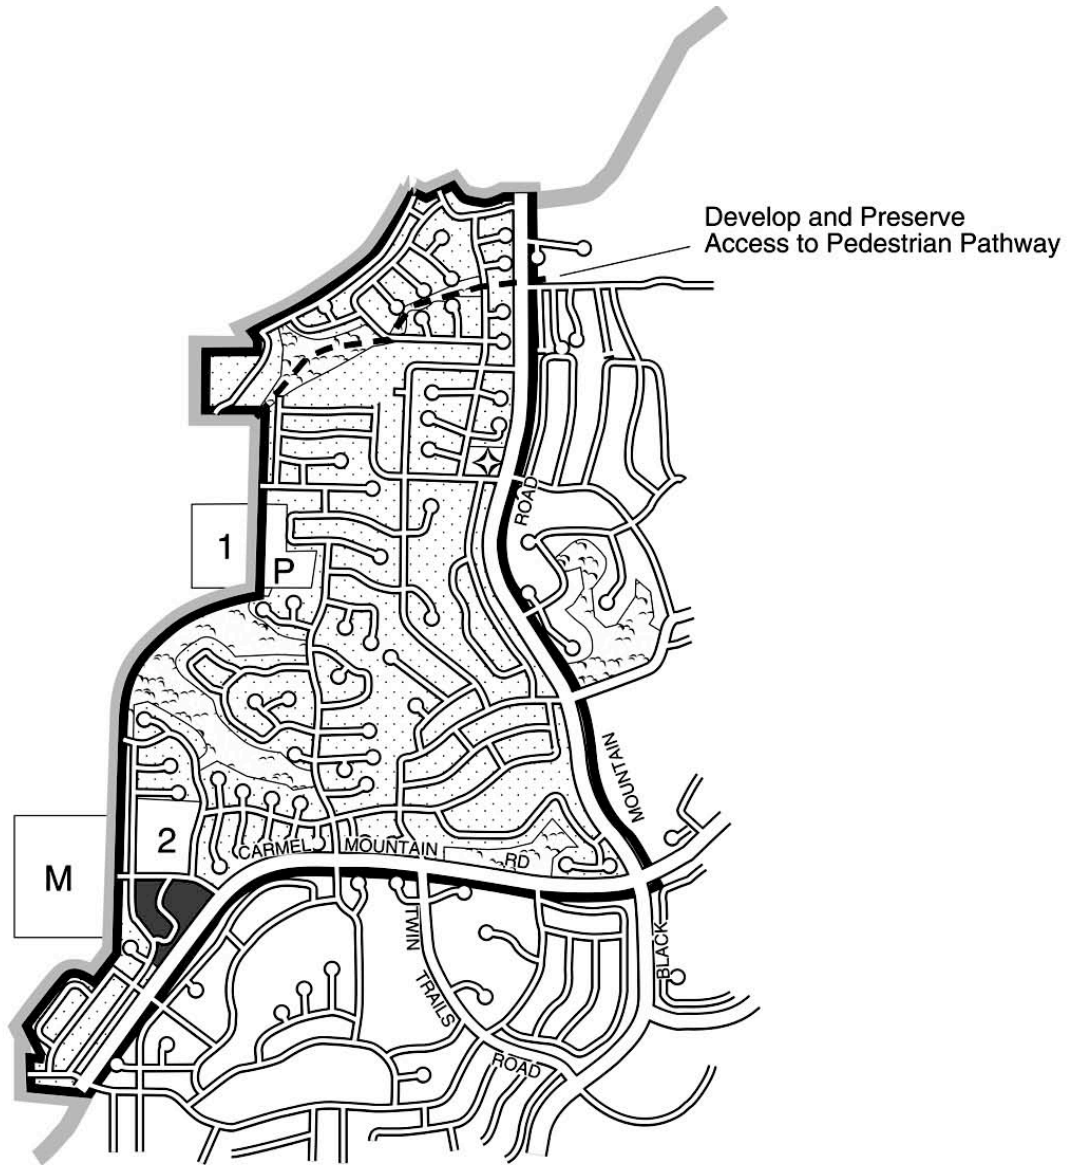 Develop and Preserve
Access to Pedestrian Pathway
ROAD
1
P
MOUNTAIN
2
CARMEL MOUNTAIN RD
M
TWIN
TRAILS
ROAD
BLACK